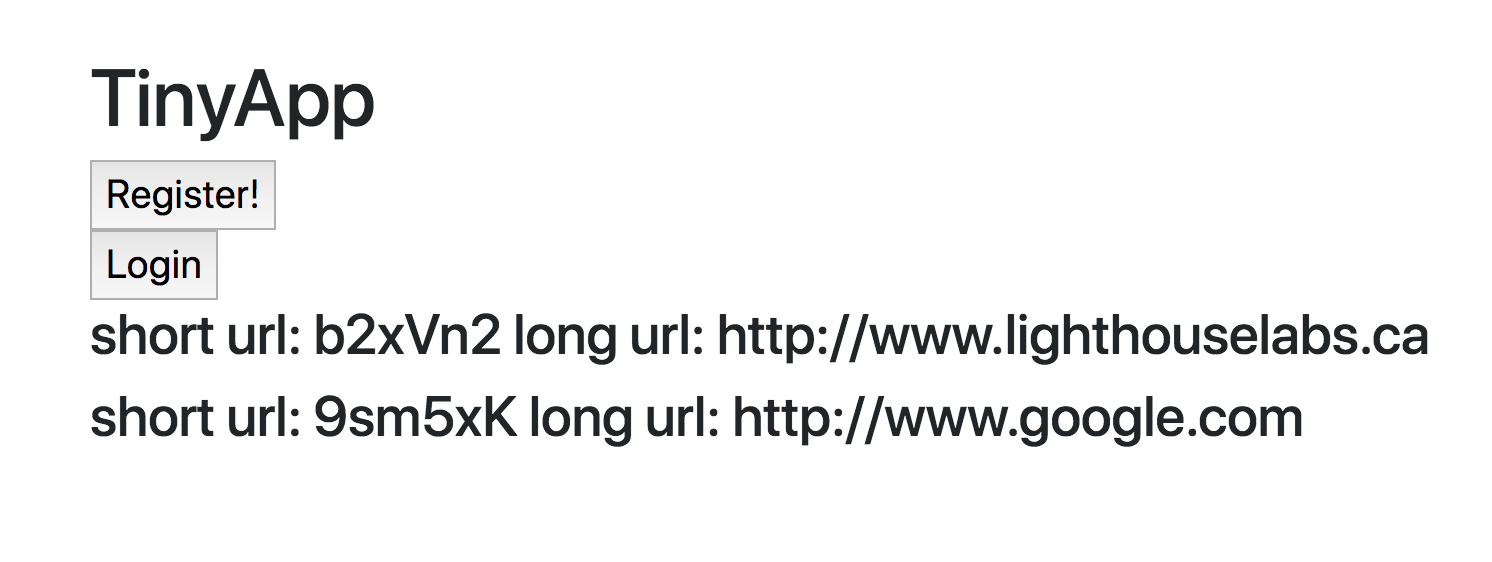 TinyApp
Register!
Login
short url: b2xVn2 long url: http://www.lighthouselabs.ca
short url: 9sm5xK long url: http://www.google.com